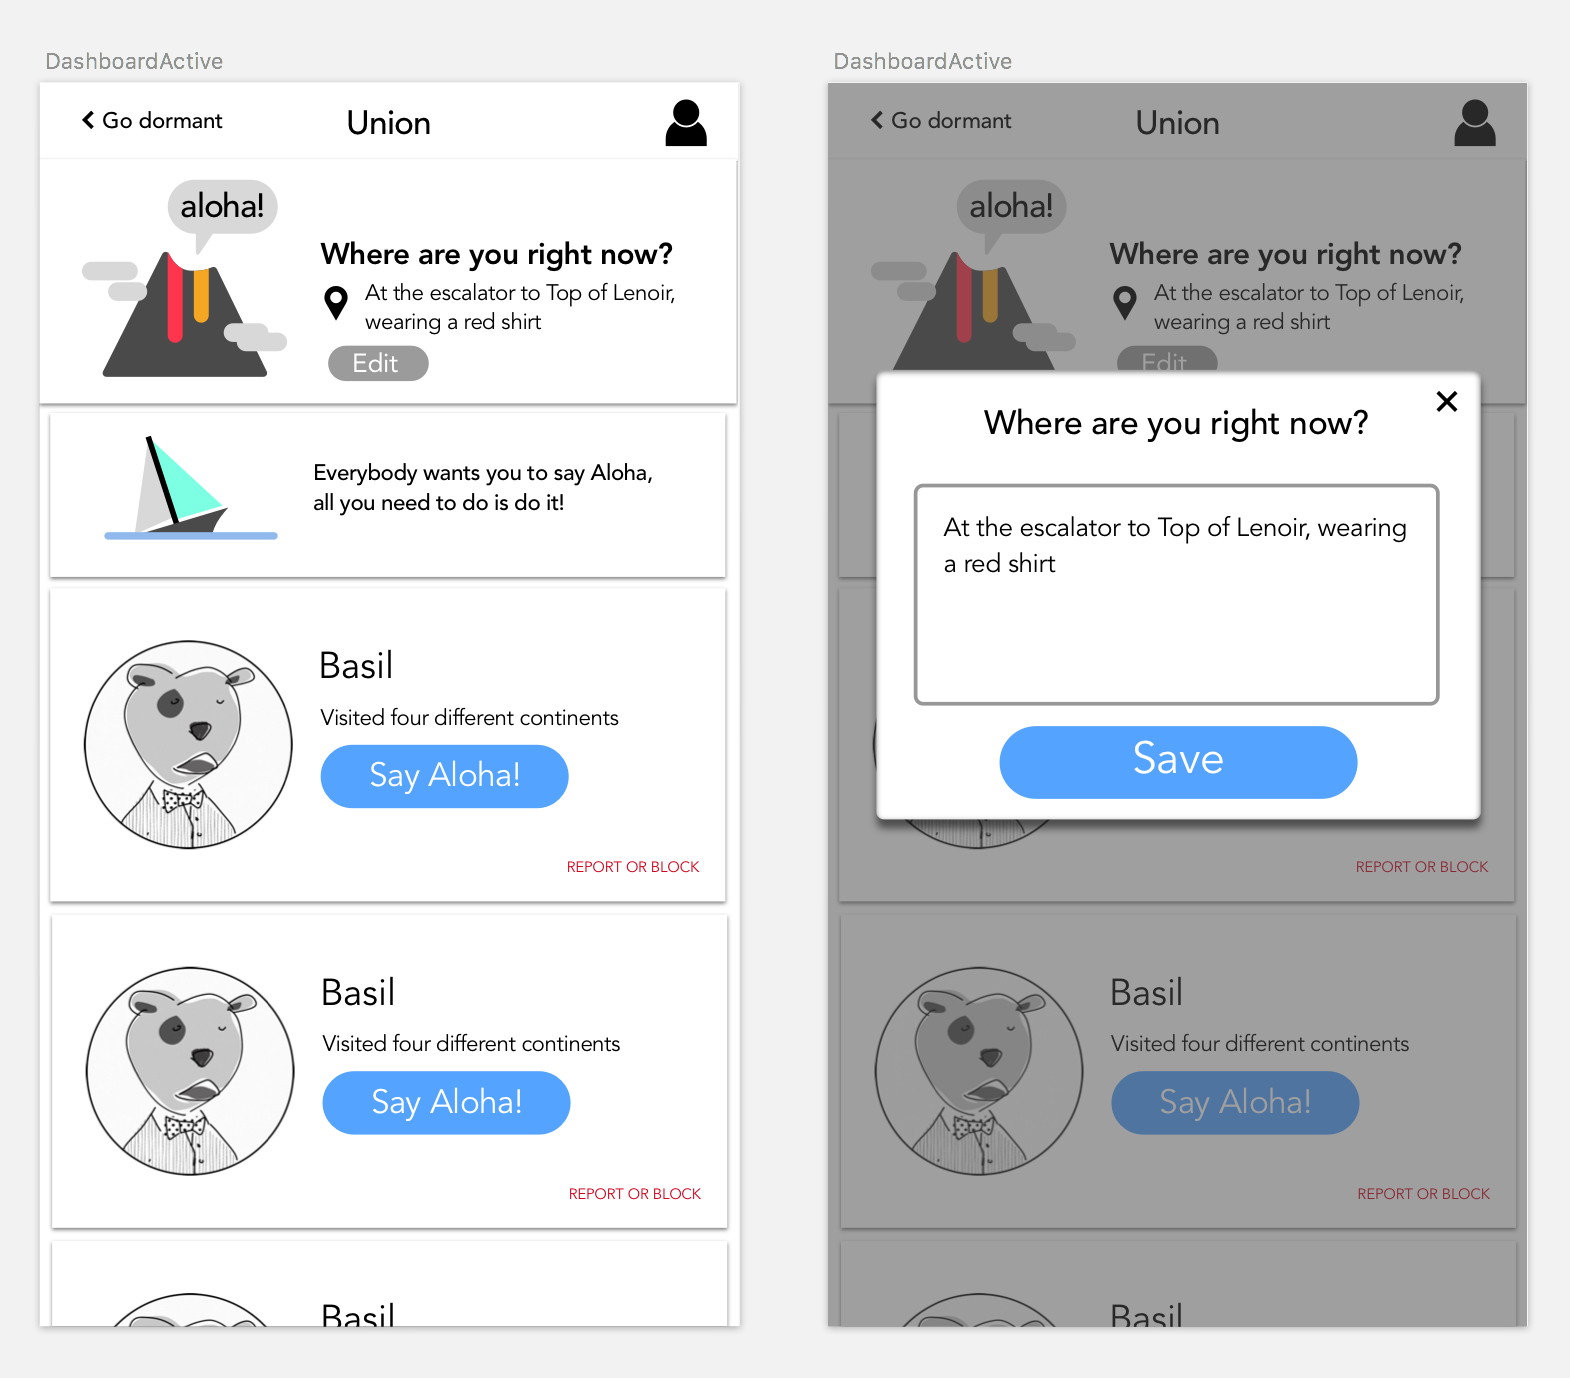 DashboardActive
Go dormant
Union
aloha!
Where are you right now?
At the escalator to Top of Lenoir,
wearing a red shirt
Edit
Everybody wants you to say Aloha,
all you need to do is do it!
Basil
Visited four different continents
Say Aloha!
REPORT OR BLOCK
Basil
Visited four different continents
Say Aloha!
REPORT OR BLOCK
Basil
DashboardActive
Go dormant
Union
aloha!
Where are you right now?
At the escalator to Top of Lenoir,
wearing a red shirt
Edit
Where are you right now?
At the escalator to Top of Lenoir, wearing
a red shirt
Save
REPORT OR BLOCK
Basil
Visited four different continents
Say Aloha!
REPORT OR BLOCK
Basil